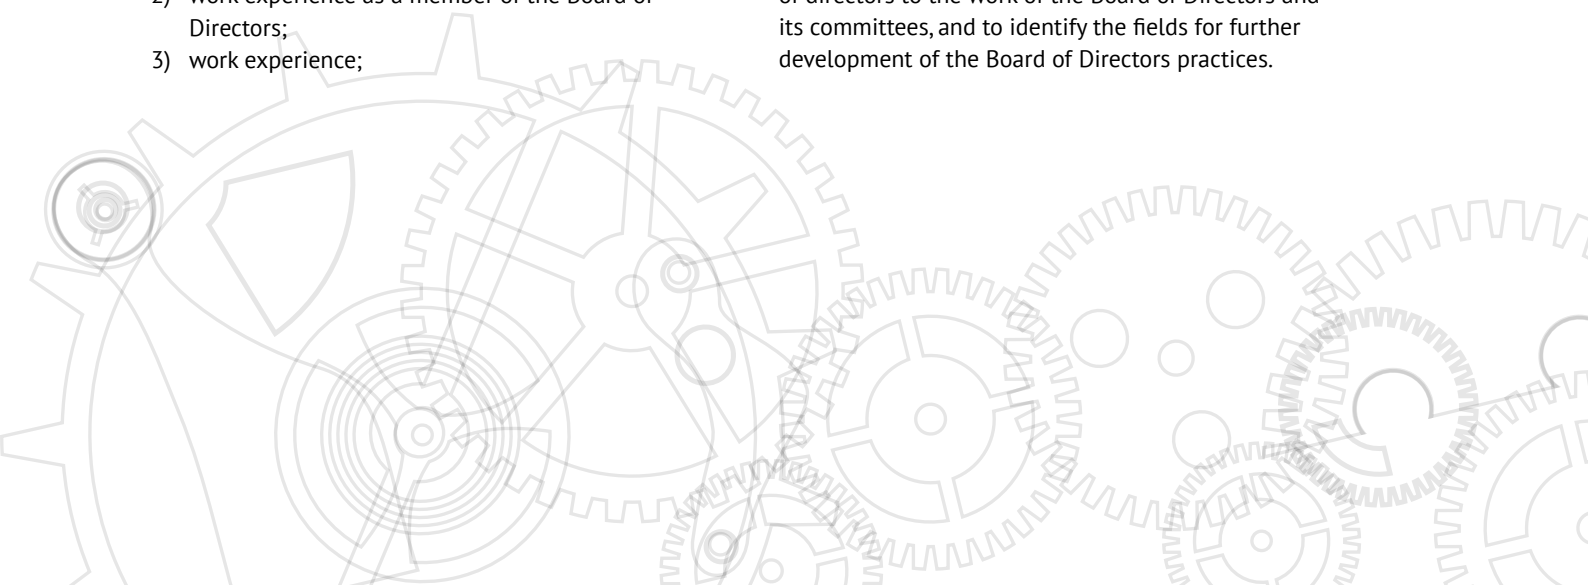 2) work experience as a member of the Board of
Directors;
3) work experience;
of directors to the work of the Board of Directors and
its committees, and to identify the fields for further
development of the Board of Directors practices.